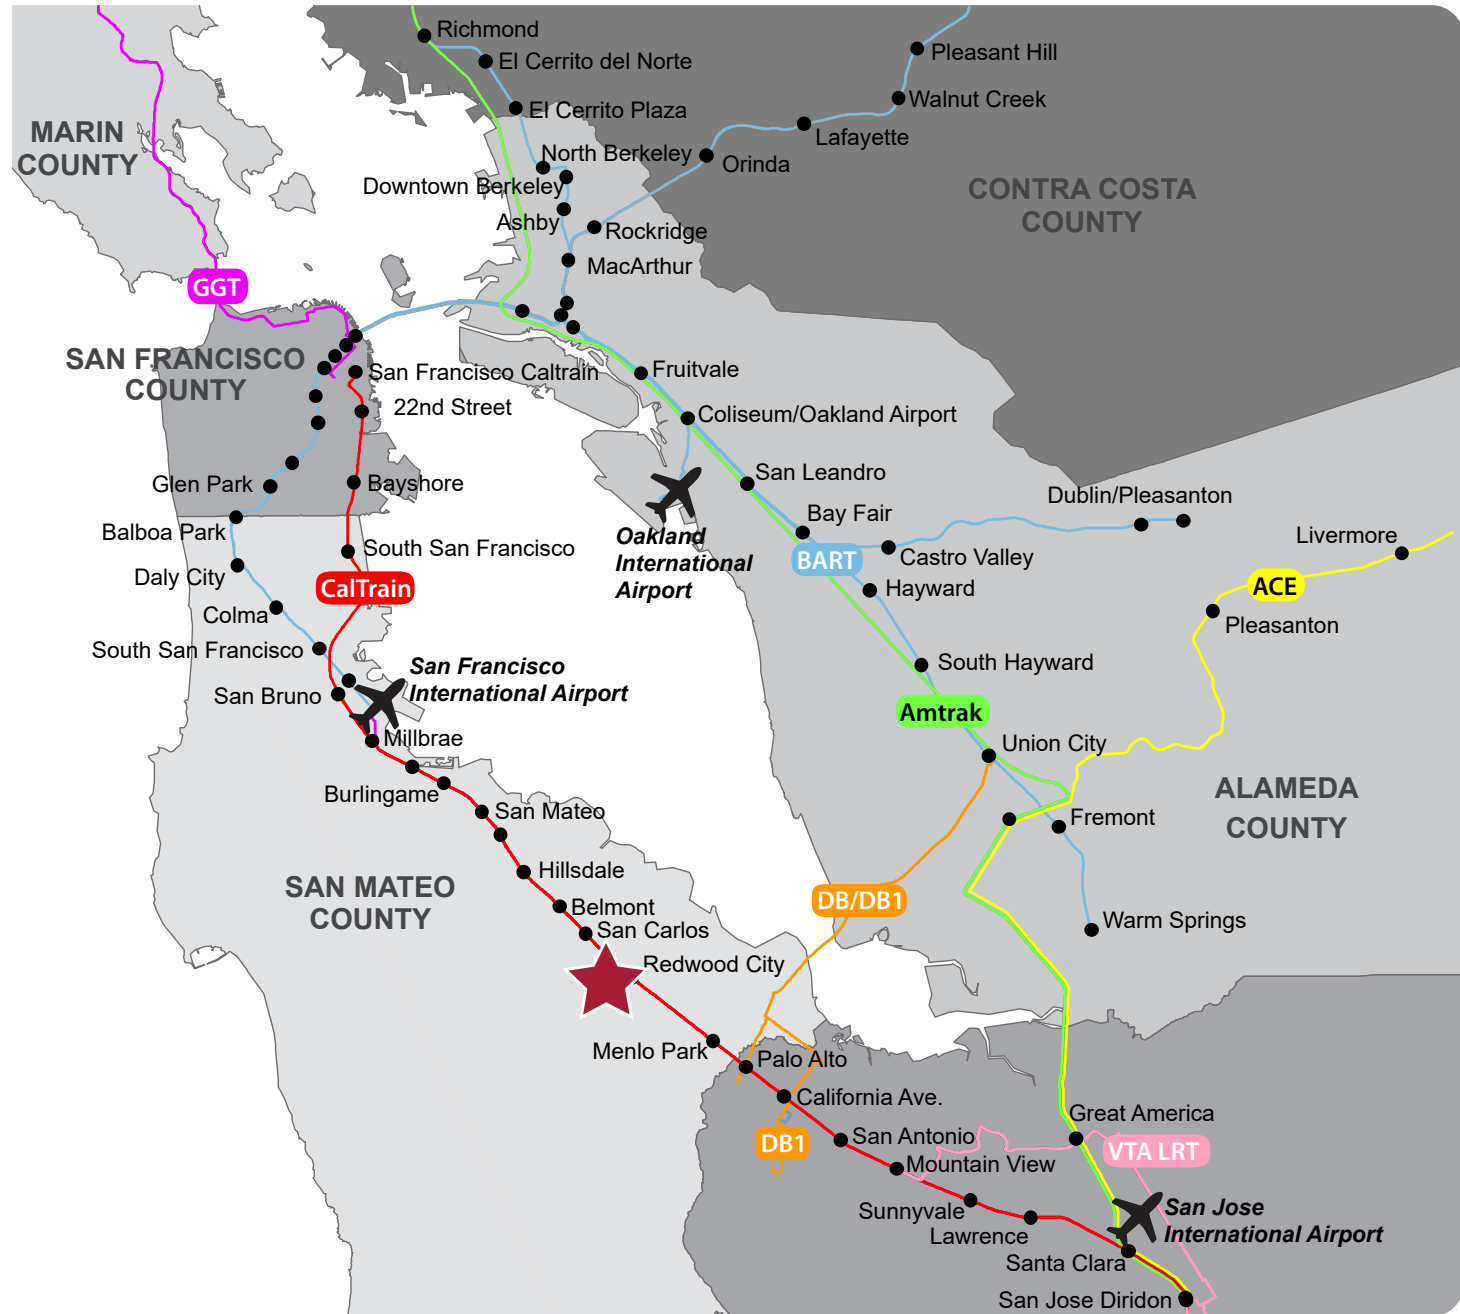 Richmond
El Cerrito del Norte
Pleasant Hill
El Cerrito Plaza
Walnut Creek
MARIN
COUNTY
Lafayette
North Berkeley
Orinda
Downtown Berkeley
CONTRA COSTA
COUNTY
Ashby
Rockridge
MacArthur
GGT
SAN FRANCISCO
COUNTY
San Francisco Caltrain
Fruitvale
22nd Street
Coliseum/Oakland Airport
San Leandro
Glen Park
Bayshore
Dublin/Pleasanton
Bay Fair
Balboa Park
Oakland
International
Airport
Livermore
South San Francisco
BART
Castro Valley
Daly City
CalTrain
Hayward
ACE
Colma
Pleasanton
South San Francisco
San Francisco
International Airport
South Hayward
San Bruno
Amtrak
Millbrae
Union City
Burlingame
San Mateo
ALAMEDA
COUNTY
Fremont
Hillsdale
SAN MATEO
COUNTY
DB/DB1
Belmont
San Carlos
Warm Springs
Redwood City
Menlo Park
Palo Alto
California Ave.
Great America
DB1
San Antonio
VTA LRT
Mountain View
Sunnyvale
San Jose
International Airport
Lawrence
Santa Clara
San Jose Diridon